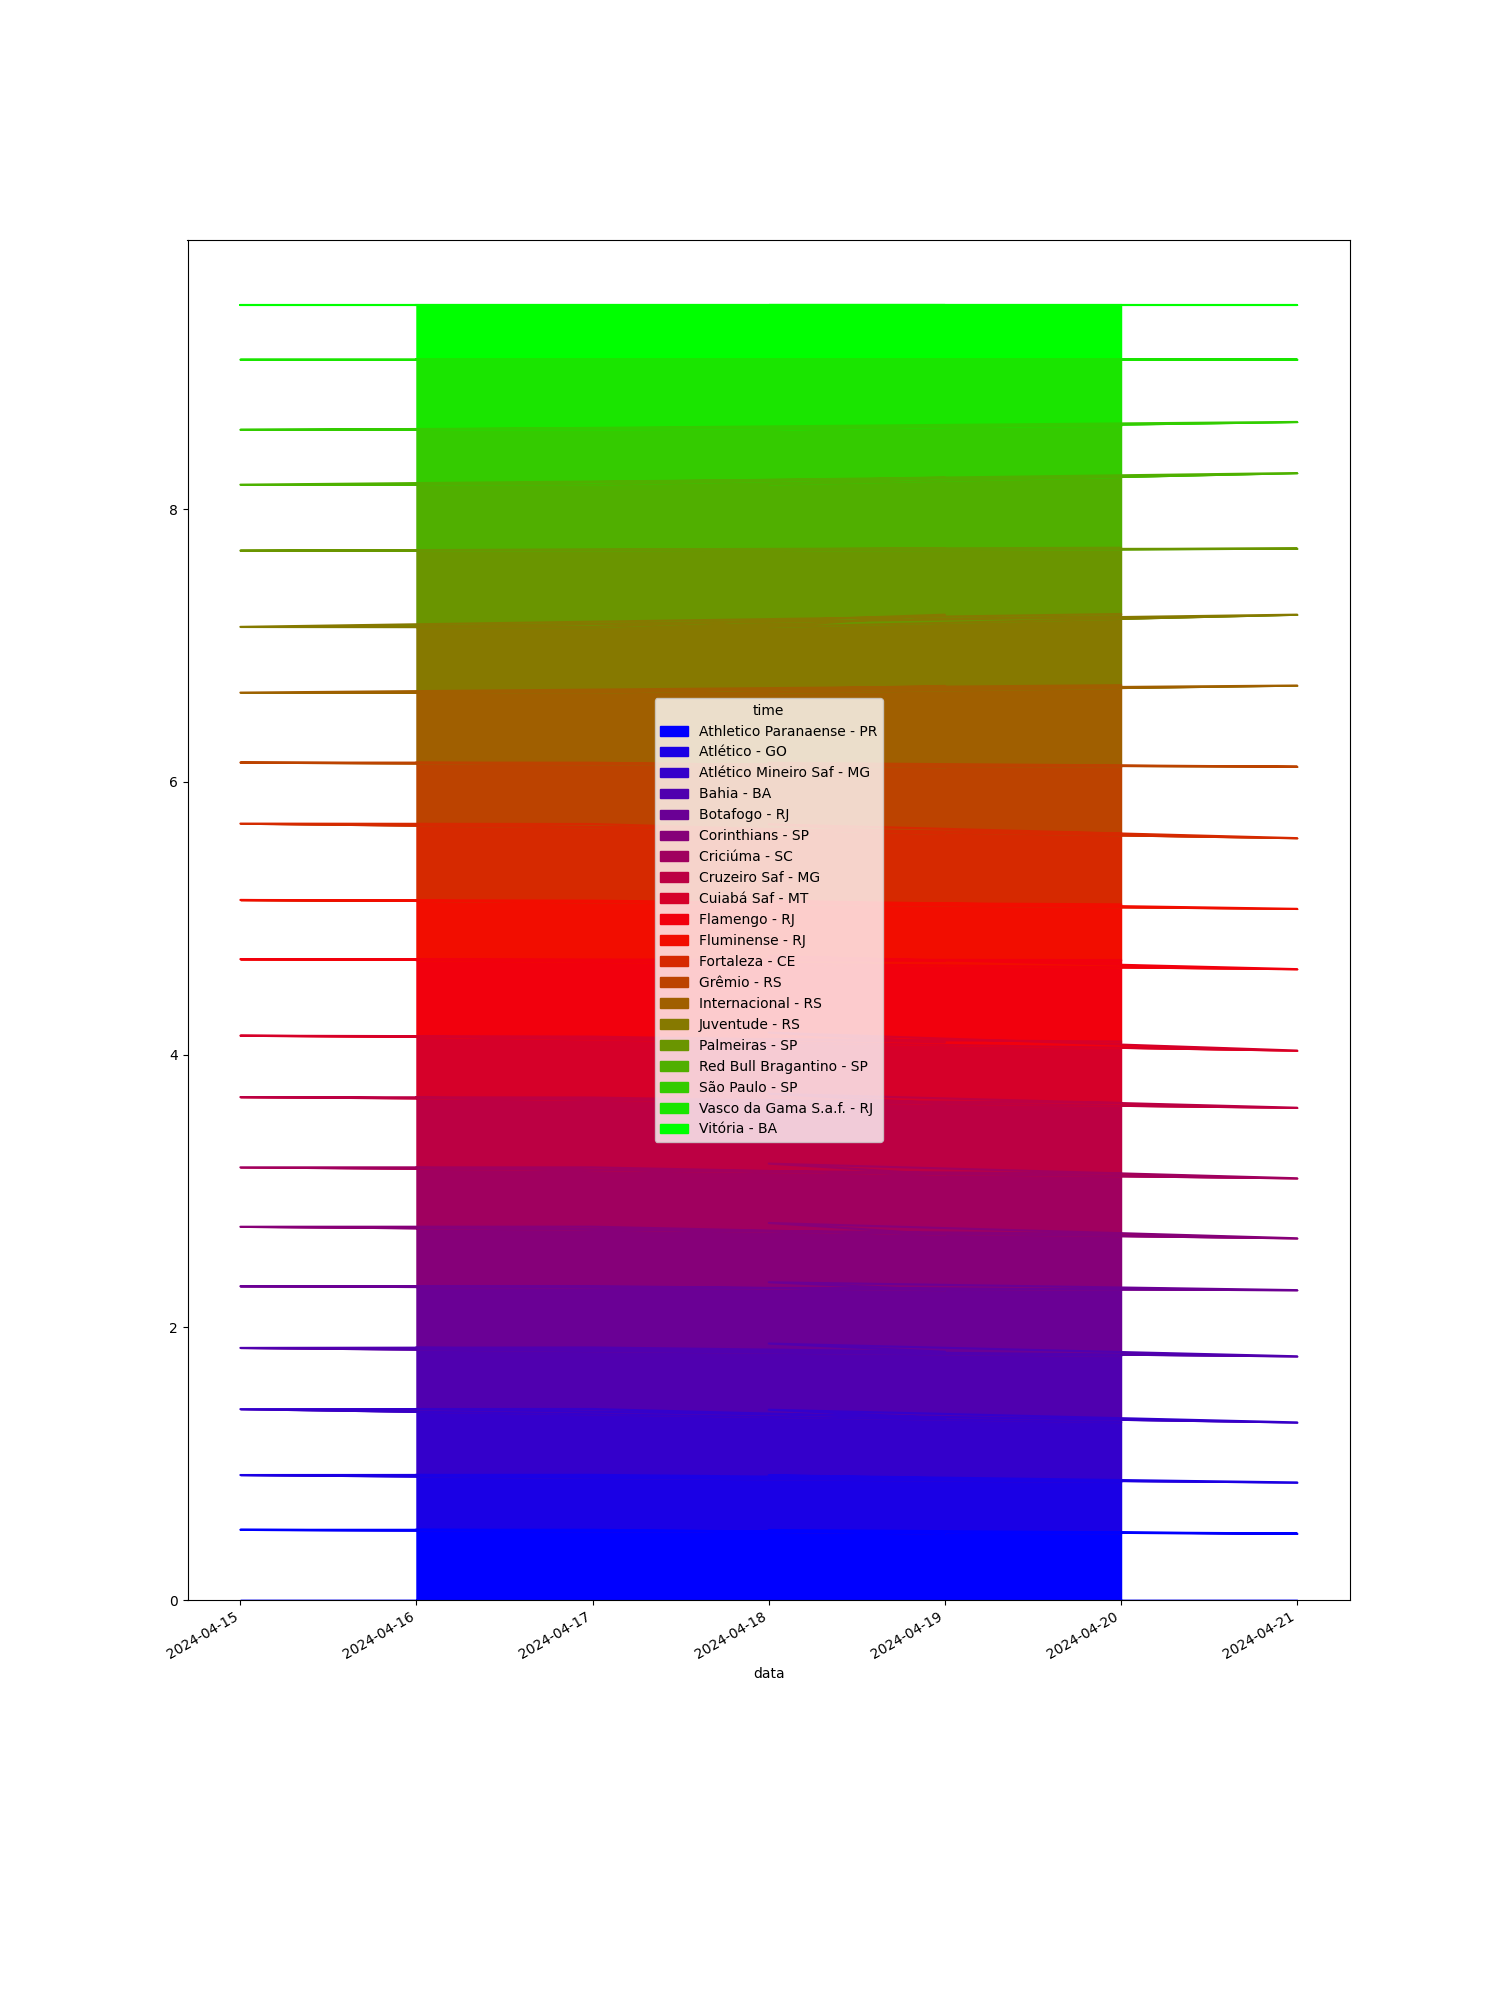 8
6
4
2
0
time
Athletico Paranaense - PR
Atlético - GO
Atlético Mineiro Saf - MG
Bahia - BA
Botafogo - RJ
Corinthians - SP
Criciúma - SC
Cruzeiro Saf - MG
Cuiabá Saf - MT
Flamengo - RJ
Fluminense - RJ
Fortaleza - CE
Grêmio - RS
Internacional - RS
Juventude - RS
Palmeiras - SP
Red Bull Bragantino - SP
São Paulo - SP
Vasco da Gama S.a.f. - RJ
Vitória - BA
2024-04-15
2024-04-16
2024-04-17
2024-04-18
2024-04-19
2024-04-20
2024-04-21
data